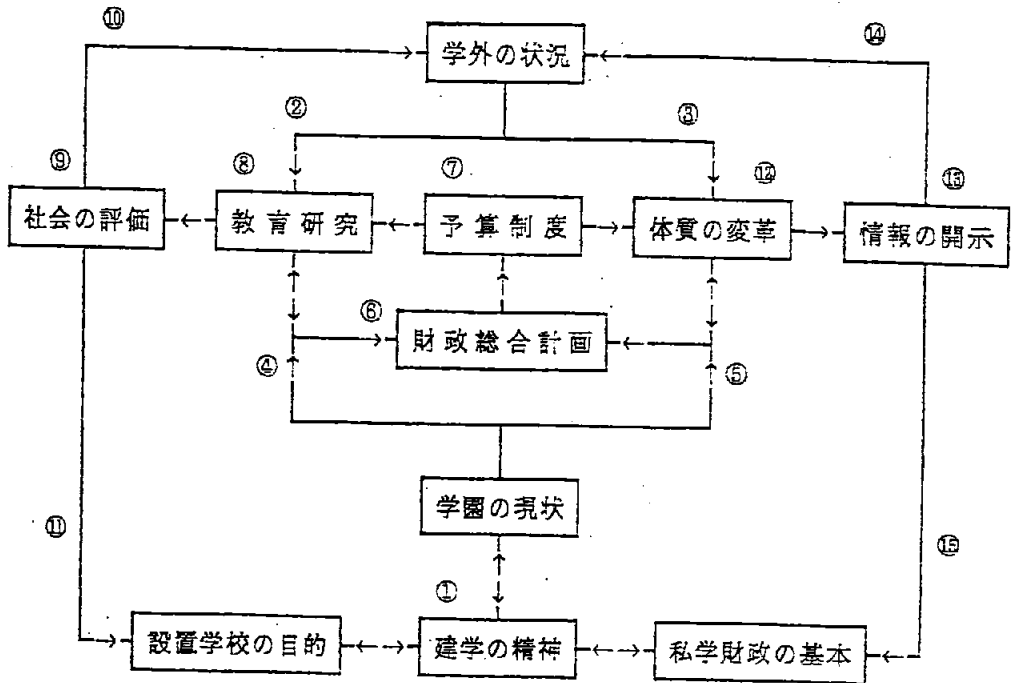 ⑩
学外の状況
⑭
②
③
⑨
⑧
⑦
⑫
⑬
社会の評価
教育研究
予算制度
体質の変革
情報の開示
⑥
財政総合計画
④
⑤
学園の現状
⑪
⑮
①
設置学校の目的
建学の精神
私学財政の基本